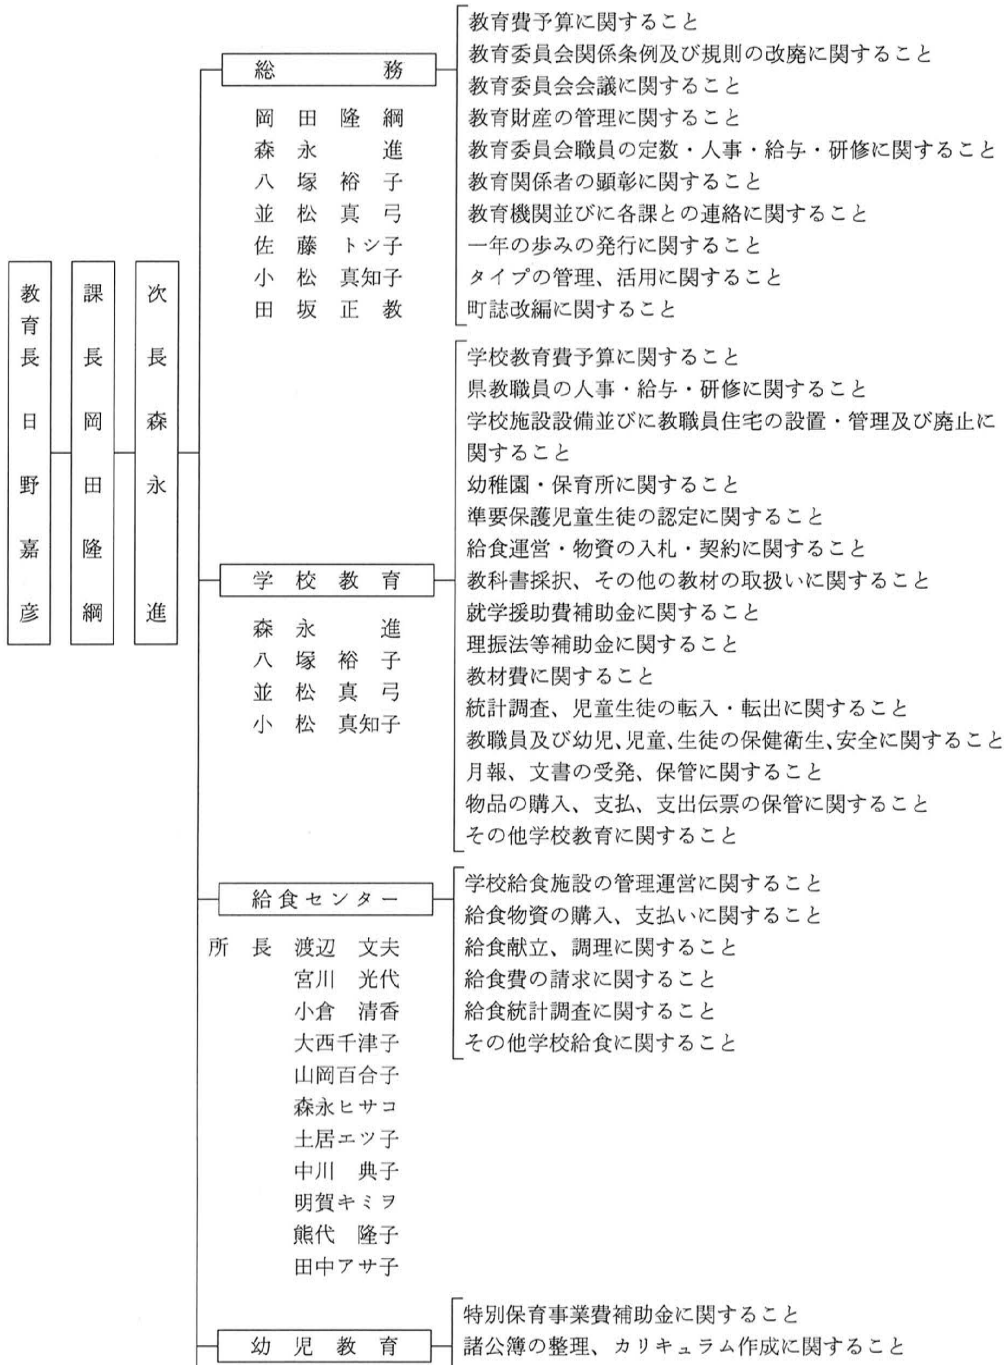 教育長 日野嘉彦
課長 岡田隆綱
次長 森永進
総務
岡田隆綱
森永進
八塚裕子
並松真弓
佐藤トシ子
小松真知子
田坂正教
教育費予算に関すること
教育委員会関係条例及び規則の改廃に関すること
教育委員会会議に関すること
教育財産の管理に関すること
教育委員会職員の定数・人事・給与・研修に関すること
教育関係者の顕彰に関すること
教育機関並びに各課との連絡に関すること
一年の歩みの発行に関すること
タイプの管理、活用に関すること
町誌改編に関すること
学校教育
森永進
八塚裕子
並松真弓
小松真知子
学校教育費予算に関すること
県教職員の人事・給与・研修に関すること
学校施設設備並びに教職員住宅の設置・管理及び廃止に
関すること
幼稚園・保育所に関すること
準要保護児童生徒の認定に関すること
給食運営・物資の入札・契約に関すること
教科書採択、その他の教材の取扱いに関すること
就学援助費補助金に関すること
理振法等補助金に関すること
教材費に関すること
統計調査、児童生徒の転入・転出に関すること
教職員及び幼児、児童、生徒の保健衛生、安全に関すること
月報、文書の受発、保管に関すること
物品の購入、支払、支出伝票の保管に関すること
その他学校教育に関すること
給食センター
所長 渡辺 文夫
宮川 光代
小倉 清香
大西千津子
山岡百合子
森永ヒサコ
土居エツ子
中川 典子
明賀キミヲ
熊代 隆子
田中アサ子
学校給食施設の管理運営に関すること
給食物資の購入、支払いに関すること
給食献立、調理に関すること
給食費の請求に関すること
給食統計調査に関すること
その他学校給食に関すること
幼児教育
特別保育事業費補助金に関すること
諸公簿の整理、カリキュラム作成に関すること